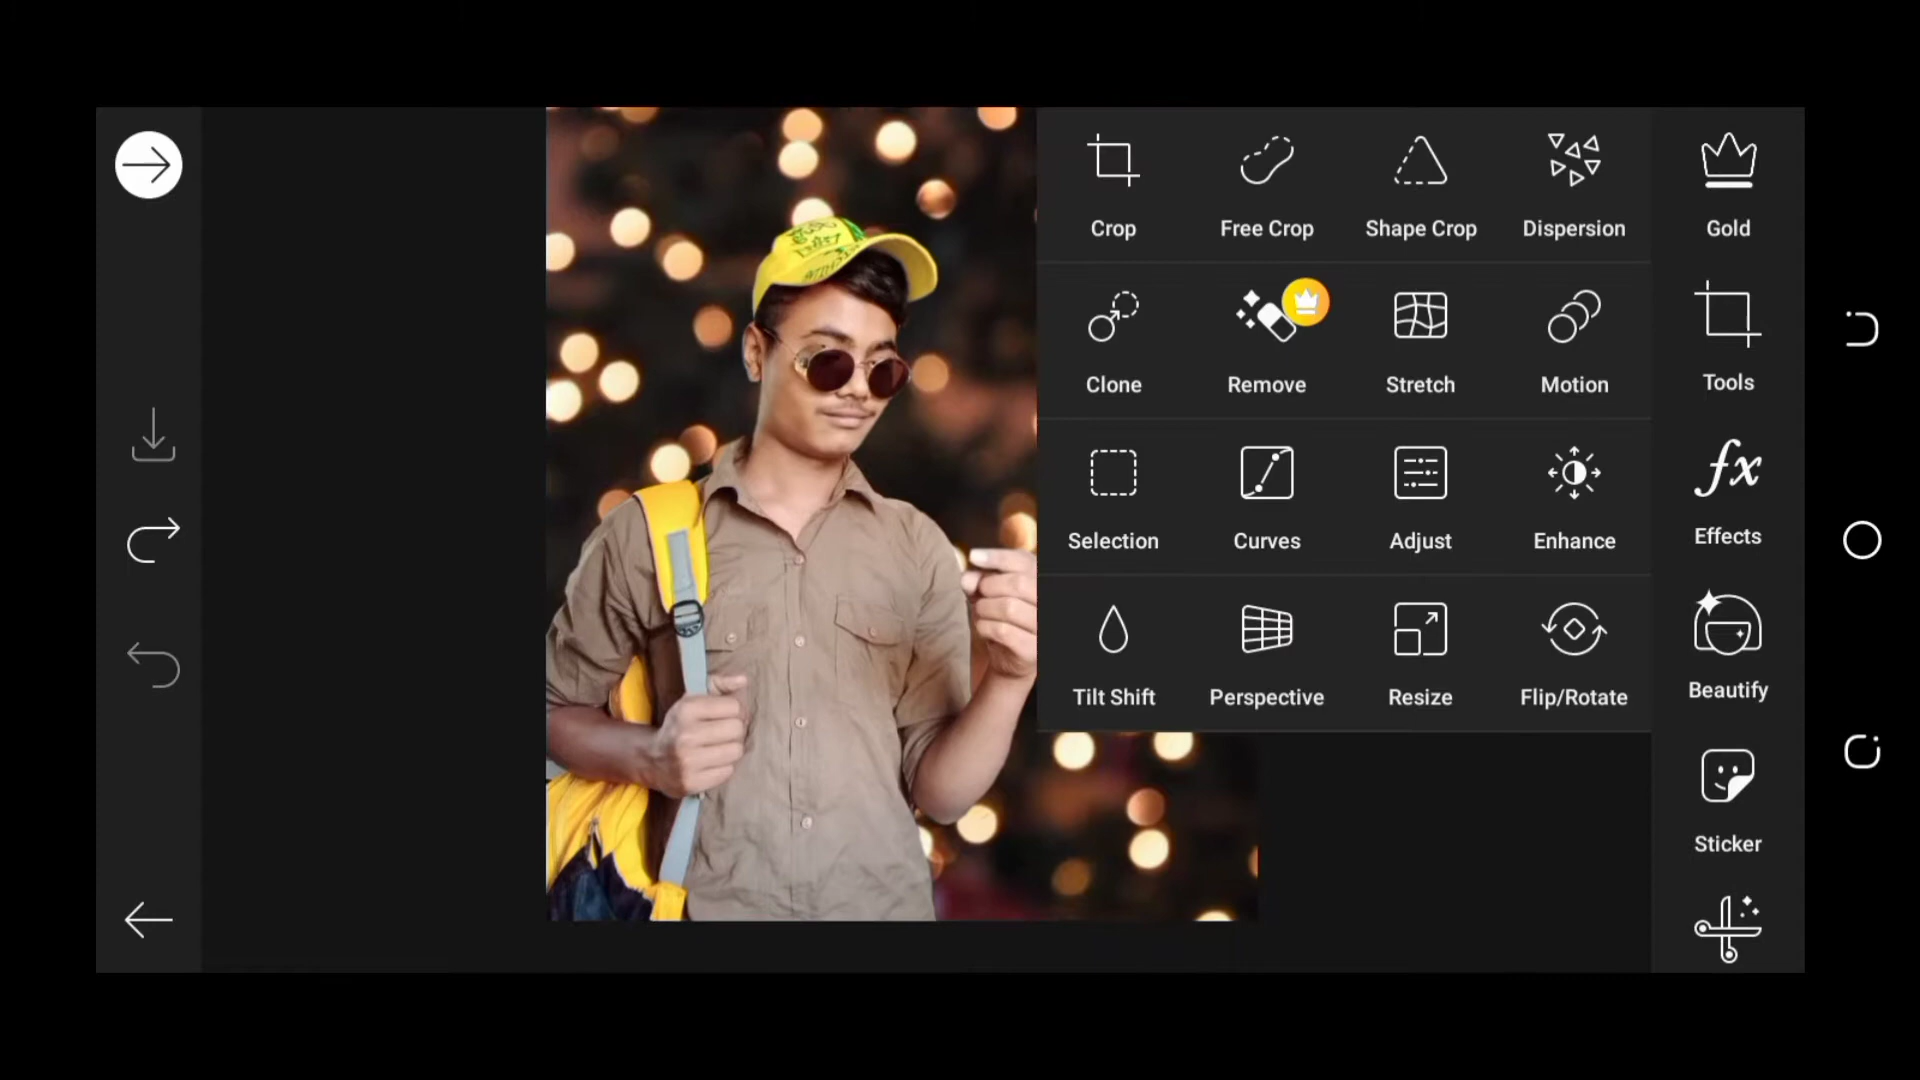 Crop Free Crop Shape Crop Dispersion Gold
Clone Remove Stretch Motion Tools
Selection Curves Adjust Enhance Effects
Tilt Shift Perspective Resize Flip/Rotate Beautify
Sticker